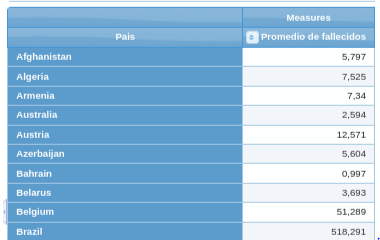 Measures
Pais Promedio de fallecidos
Afghanistan 5,797
Algeria 7,525
Armenia 7,34
Australia 2,594
Austria 12,571
Azerbaijan 5,604
Bahrain 0,997
Belarus 3,693
Belgium 51,289
Brazil 518,291